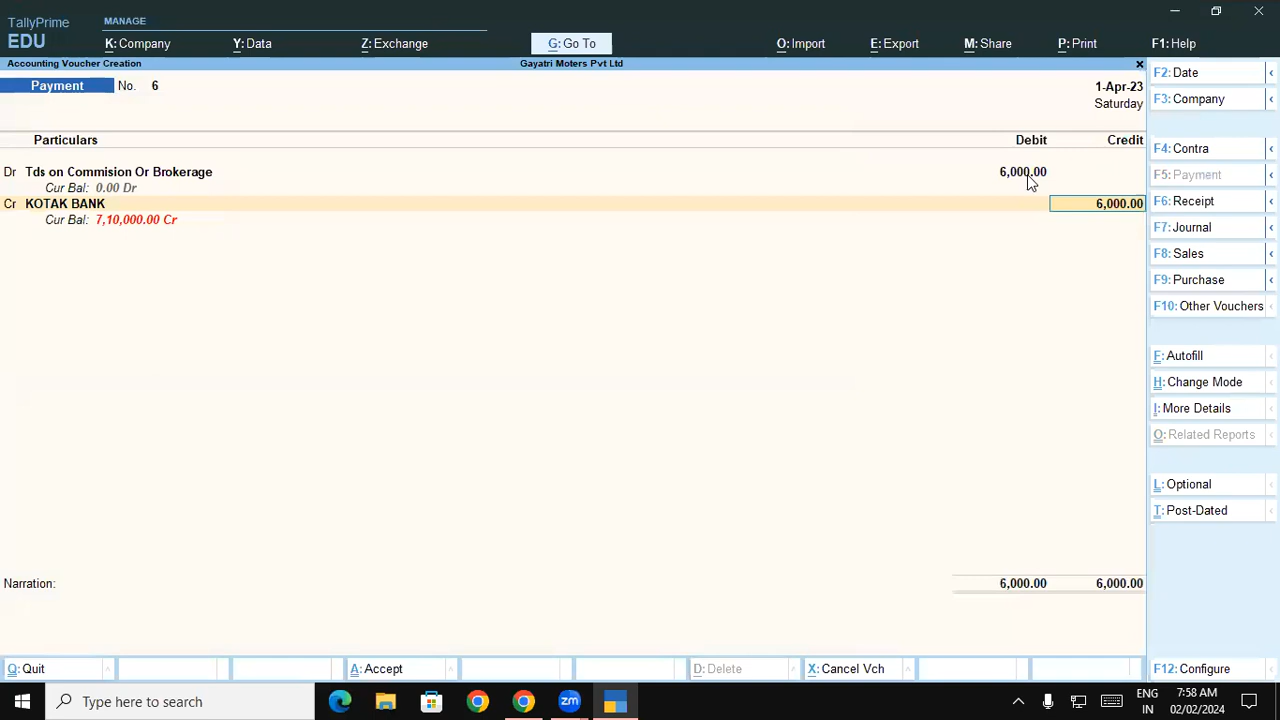 TallyPrime
EDU
MANAGE
K: Company
Y: Data
Z: Exchange
G: Go To
O: Import
E: Export
M: Share
P: Print
F1: Help
Accounting Voucher Creation
Gayatri Moters Pvt Ltd
×
Payment No. 6
1-Apr-23
Saturday
Particulars Debit Credit
Dr Tds on Commision Or Brokerage 6,000.00
Cur Bal: 0.00 Dr
Cr KOTAK BANK 6,000.00
Cur Bal: 7,10,000.00 Cr
Narration: 6,000.00 6,000.00
F2: Date
F3: Company
F4: Contra
F5: Payment
F6: Receipt
F7: Journal
F8: Sales
F9: Purchase
F10: Other Vouchers
F: Autofill
H: Change Mode
I: More Details
O: Related Reports
L: Optional
T: Post-Dated
Q: Quit
A: Accept
D: Delete
X: Cancel Vch
F12: Configure
Type here to search
zm
ENG
IN
7:58 AM
02/02/2024